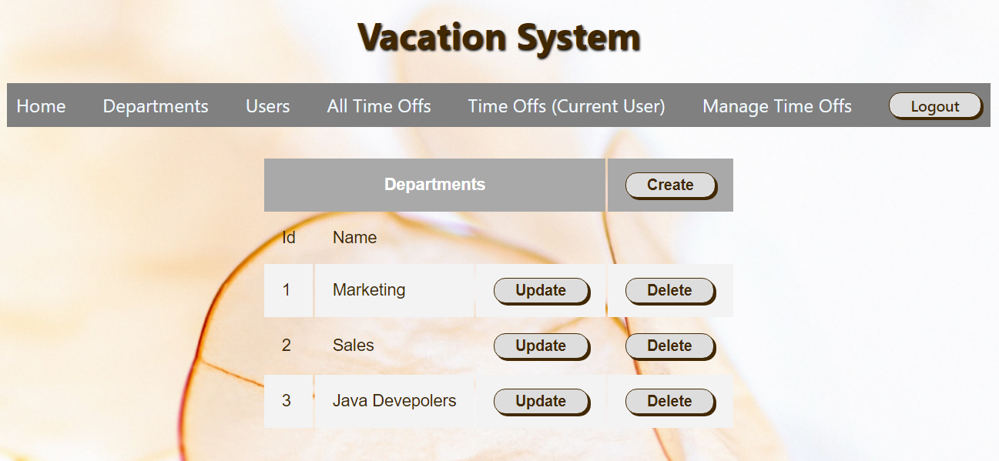 Vacation System
Home Departments Users All Time Offs Time Offs (Current User) Manage Time Offs Logout
Departments Create
Id Name
1 Marketing Update Delete
2 Sales Update Delete
3 Java Devepolers Update Delete